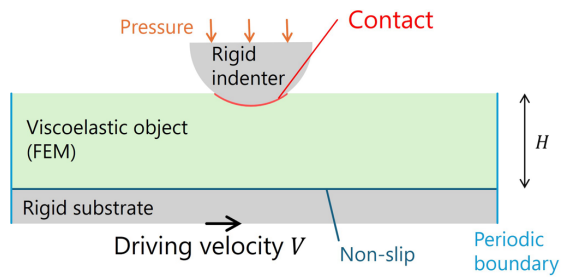 Pressure
Contact
Rigid
indenter
Viscoelastic object
(FEM)
H
Rigid substrate
Driving velocity V
Non-slip
Periodic
boundary